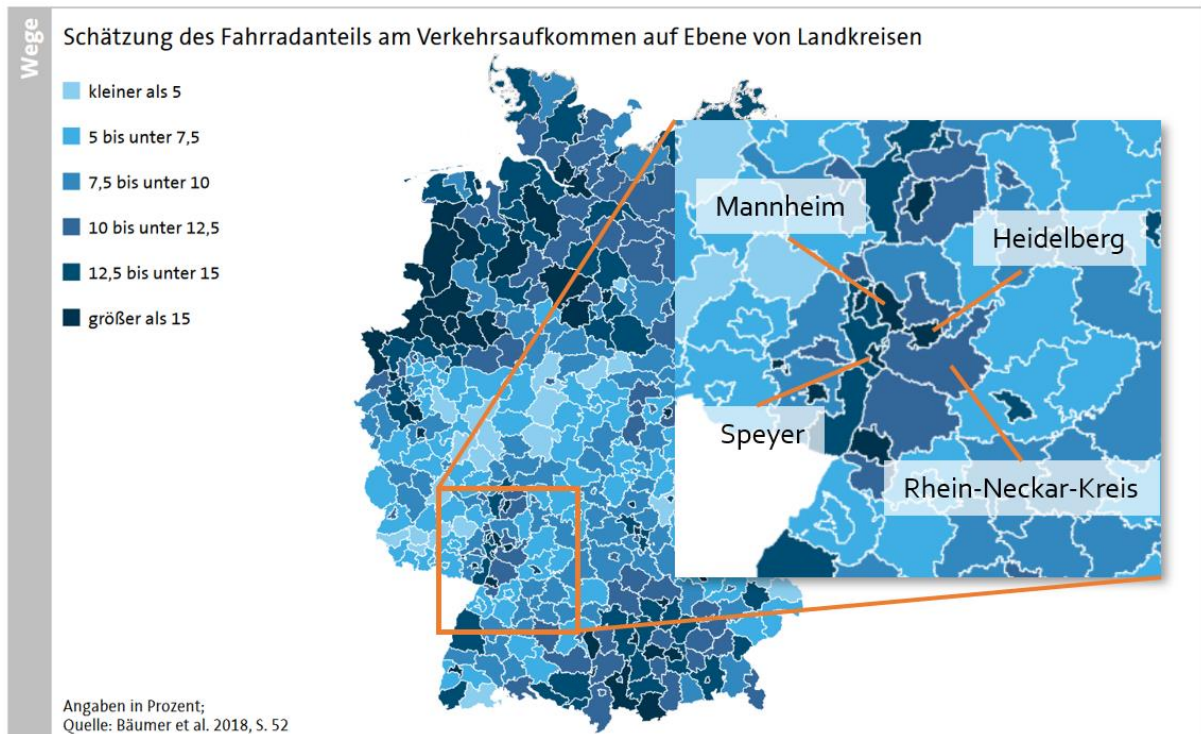 Wege
Schätzung des Fahrradanteils am Verkehrsaufkommen auf Ebene von Landkreisen
kleiner als 5
5 bis unter 7,5
7,5 bis unter 10
10 bis unter 12,5
12,5 bis unter 15
größer als 15
Mannheim
Heidelberg
Speyer
Rhein-Neckar-Kreis
Angaben in Prozent;
Quelle: Bäumer et al. 2018, S. 52